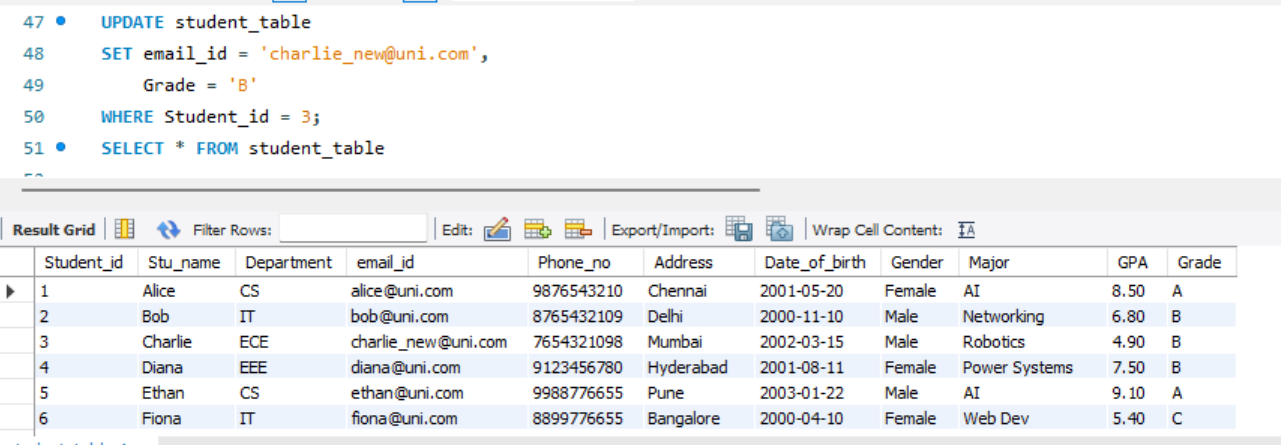 47 UPDATE student_table
48 SET email_id = 'charlie_new@uni.com',
49 Grade = 'B'
50 WHERE Student_id = 3;
51 SELECT * FROM student_table
Result Grid Filter Rows: Edit: Export/Import: Wrap Cell Content: IA
Student_id Stu_name Department email_id Phone_no Address Date_of_birth Gender Major GPA Grade
1 Alice CS alice@uni.com 9876543210 Chennai 2001-05-20 Female AI 8.50 A
2 Bob IT bob@uni.com 8765432109 Delhi 2000-11-10 Male Networking 6.80 B
3 Charlie ECE charlie_new@uni.com 7654321098 Mumbai 2002-03-15 Male Robotics 4.90 B
4 Diana EEE diana@uni.com 9123456780 Hyderabad 2001-08-11 Female Power Systems 7.50 B
5 Ethan CS ethan@uni.com 9988776655 Pune 2003-01-22 Male AI 9.10 A
6 Fiona IT fiona@uni.com 8899776655 Bangalore 2000-04-10 Female Web Dev 5.40 C